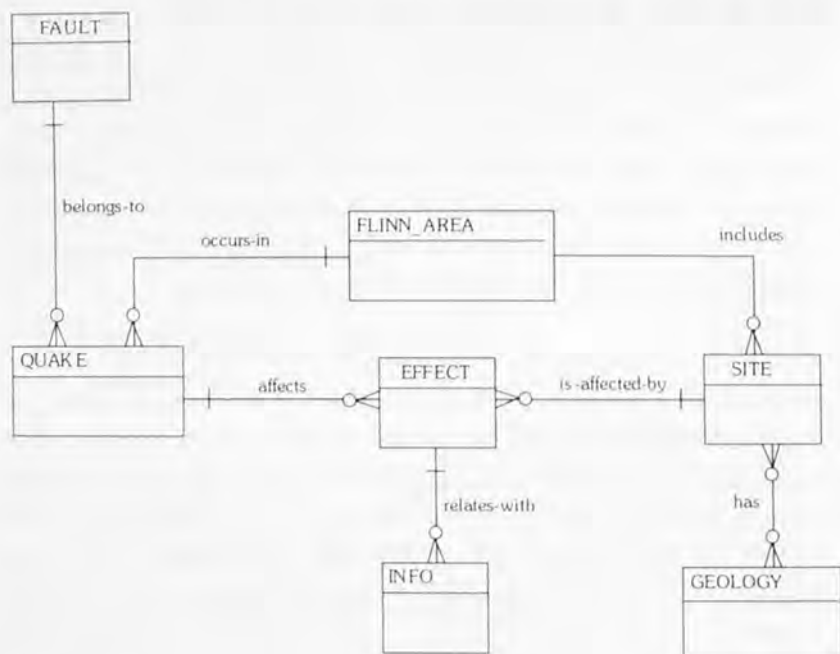 FAULT
belongs-to
FLINN_AREA
occurs-in
includes
QUAKE
affects
EFFECT
is-affected-by
SITE
relates-with
has
INFO
GEOLOGY